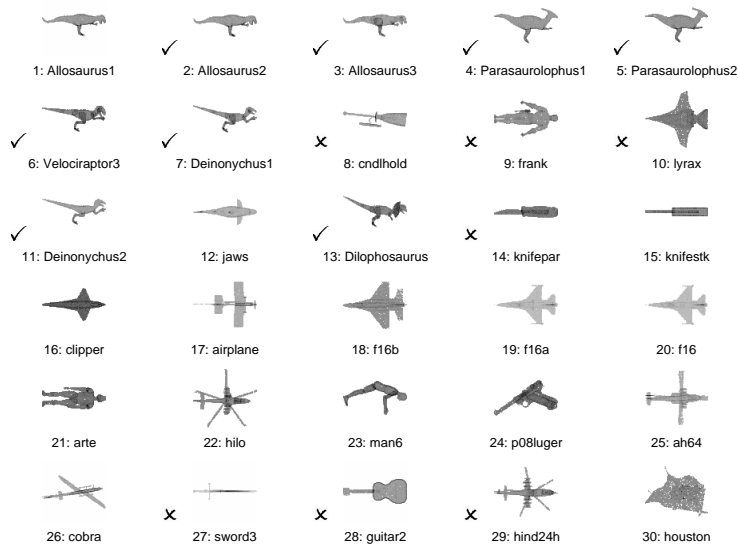 1: Allosaurus1
2: Allosaurus2
3: Allosaurus3
4: Parasaurolophus1
5: Parasaurolophus2
6: Velociraptor3
7: Deinonychus1
8: cndlhold
9: frank
10: lyrax
11: Deinonychus2
12: jaws
13: Dilophosaurus
14: knifepar
15: knifestk
16: clipper
17: airplane
18: f16b
19: f16a
20: f16
21: arte
22: hilo
23: man6
24: p08luger
25: ah64
26: cobra
27: sword3
28: guitar2
29: hind24h
30: houston